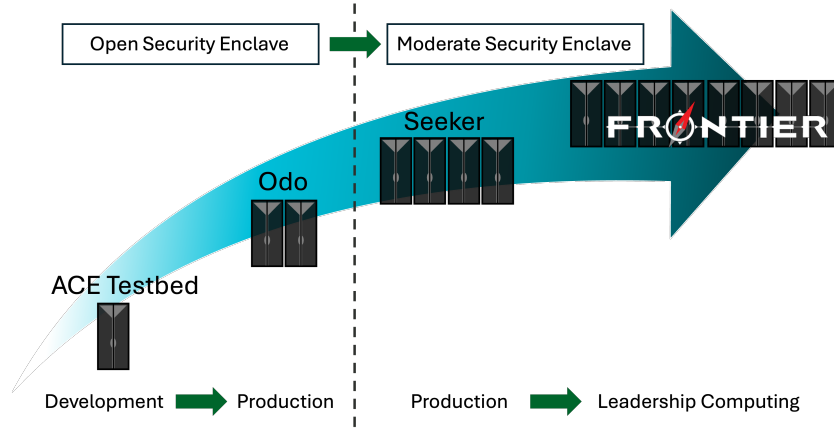 Open Security Enclave
Moderate Security Enclave
FRONTIER
Seeker
Odo
ACE Testbed
Development
Production
Production
Leadership Computing